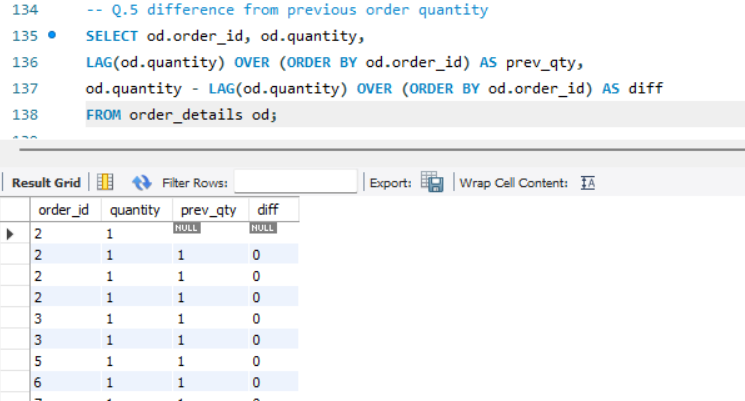 134 -- Q.5 difference from previous order quantity
135 SELECT od.order_id, od.quantity,
136 LAG(od.quantity) OVER (ORDER BY od.order_id) AS prev_qty,
137 od.quantity - LAG(od.quantity) OVER (ORDER BY od.order_id) AS diff
138 FROM order_details od;
Result Grid Filter Rows: Export: Wrap Cell Content: IA
order_id quantity prev_qty diff
2 1 NULL NULL
2 1 1 0
2 1 1 0
2 1 1 0
3 1 1 0
3 1 1 0
5 1 1 0
6 1 1 0